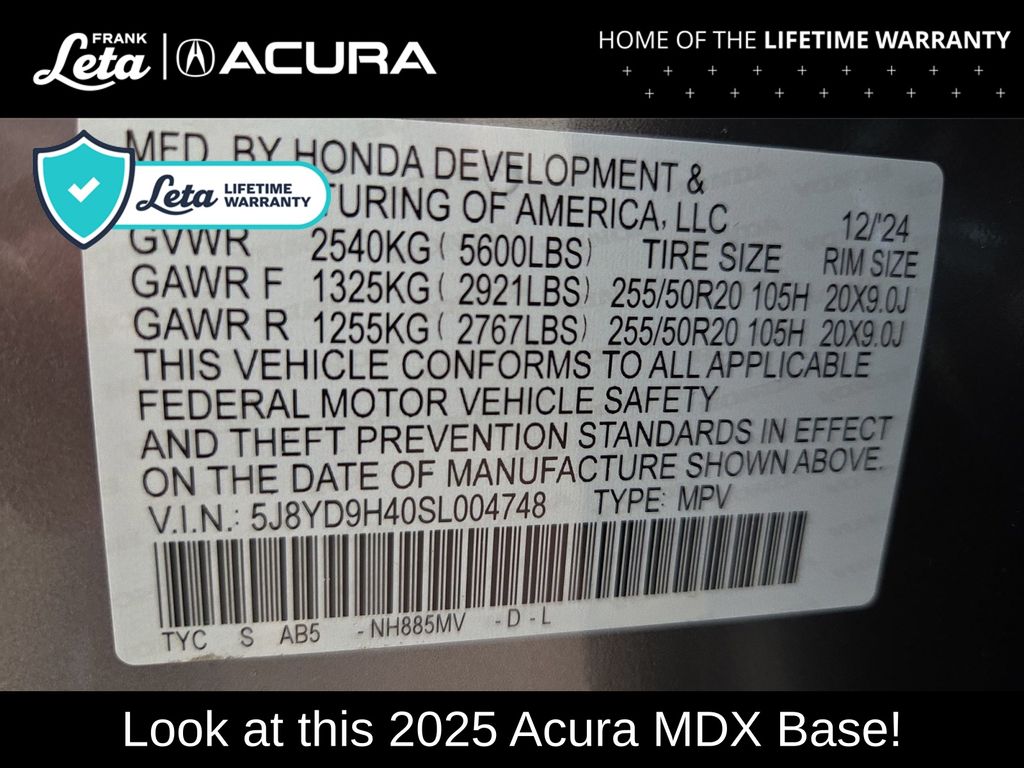 FRANK
Leta
ACURA
HOME OF THE LIFETIME WARRANTY
MFD. BY HONDA DEVELOPMENT &
TURING OF AMERICA, LLC 12/'24
Leta LIFETIME
WARRANTY
GVWR 2540KG ( 5600LBS) TIRE SIZE RIM SIZE
GAWR F 1325KG ( 2921LBS) 255/50R20 105H 20X9.0J
GAWR R 1255KG ( 2767LBS) 255/50R20 105H 20X9.0J
THIS VEHICLE CONFORMS TO ALL APPLICABLE
FEDERAL MOTOR VEHICLE SAFETY
AND THEFT PREVENTION STANDARDS IN EFFECT
ON THE DATE OF MANUFACTURE SHOWN ABOVE.
V.I.N.: 5J8YD9H40SL004748 TYPE: MPV
TYC S AB5 -NH885MV -D-L
Look at this 2025 Acura MDX Base!